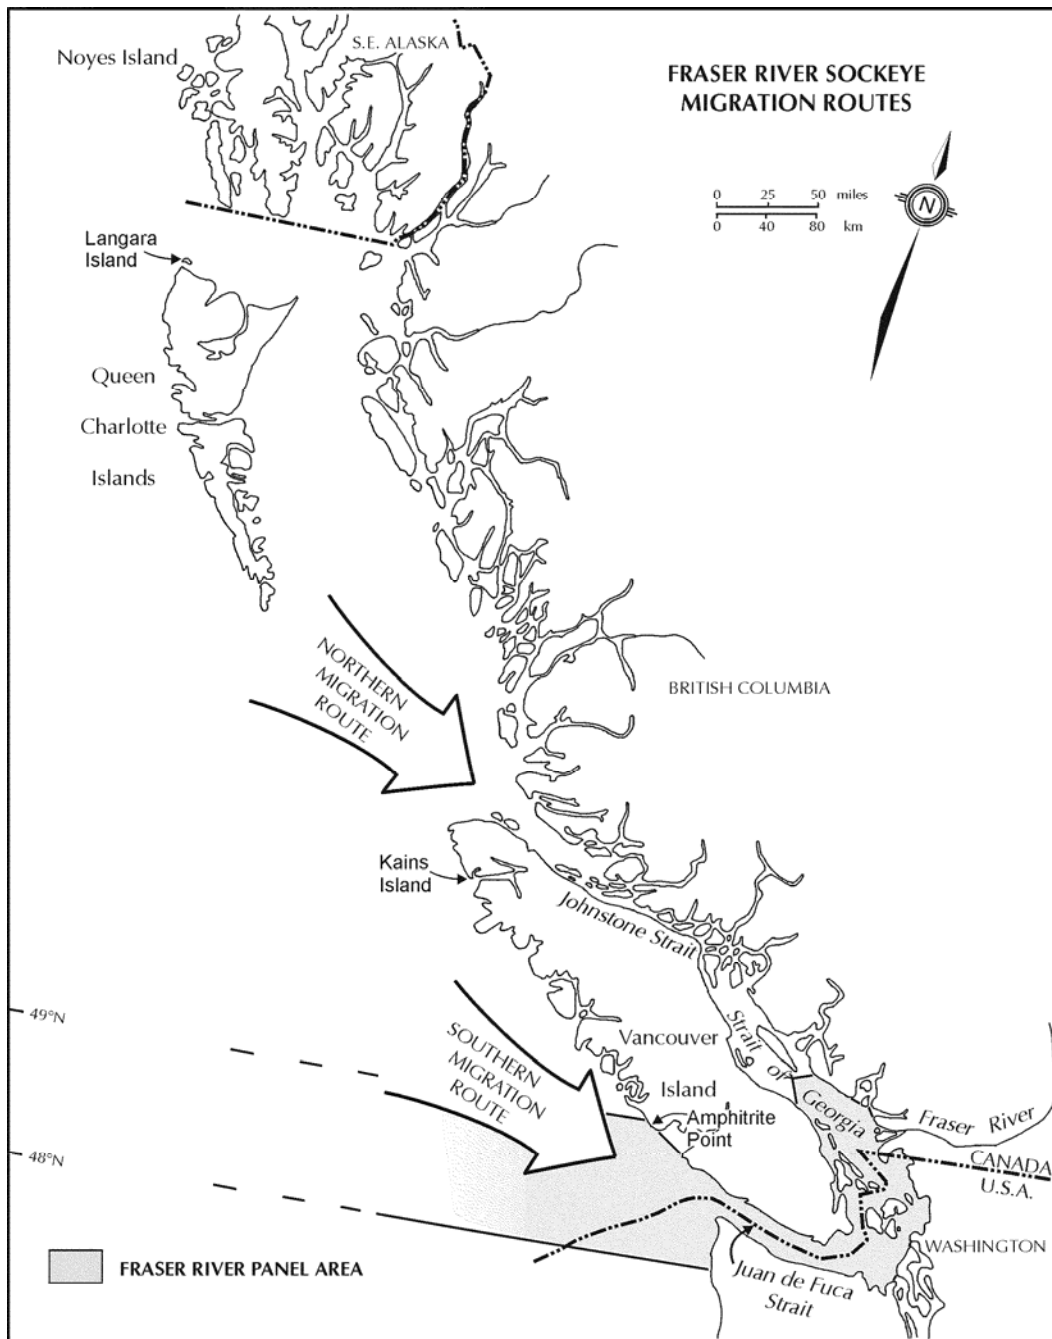 Noyes Island
S.E. ALASKA
FRASER RIVER SOCKEYE
MIGRATION ROUTES
0 25 50 miles
0 40 80 km
N
Langara
Island
Queen
Charlotte
Islands
NORTHERN
MIGRATION
ROUTE
BRITISH COLUMBIA
Kains
Island
Johnstone Strait
49°N
SOUTHERN
MIGRATION
ROUTE
Vancouver
Island
Strait of
Georgia
Amphitrite
Point
Fraser River
48°N
CANADA
U.S.A.
WASHINGTON
Juan de Fuca
Strait
FRASER RIVER PANEL AREA